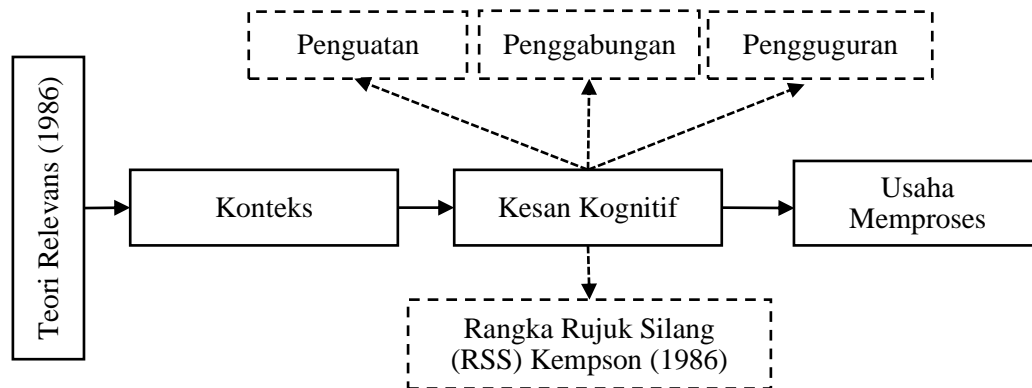 Penguatan
Penggabungan
Pengguguran
Teori Relevans (1986)
Konteks
Kesan Kognitif
Usaha
Memproses
Rangka Rujuk Silang
(RSS) Kempson (1986)